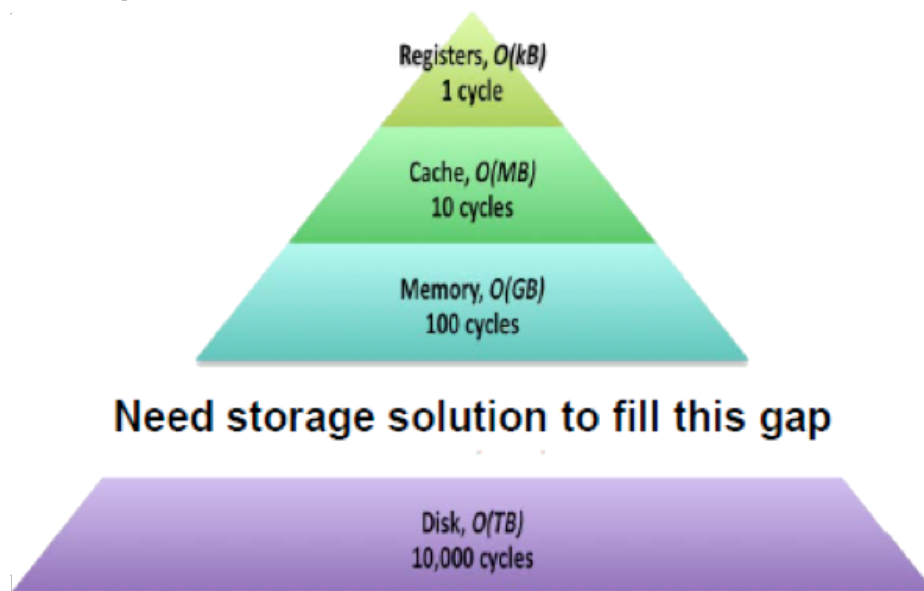 Registers, O(kB)
1 cycle
Cache, O(MB)
10 cycles
Memory, O(GB)
100 cycles
Need storage solution to fill this gap
Disk, O(TB)
10,000 cycles